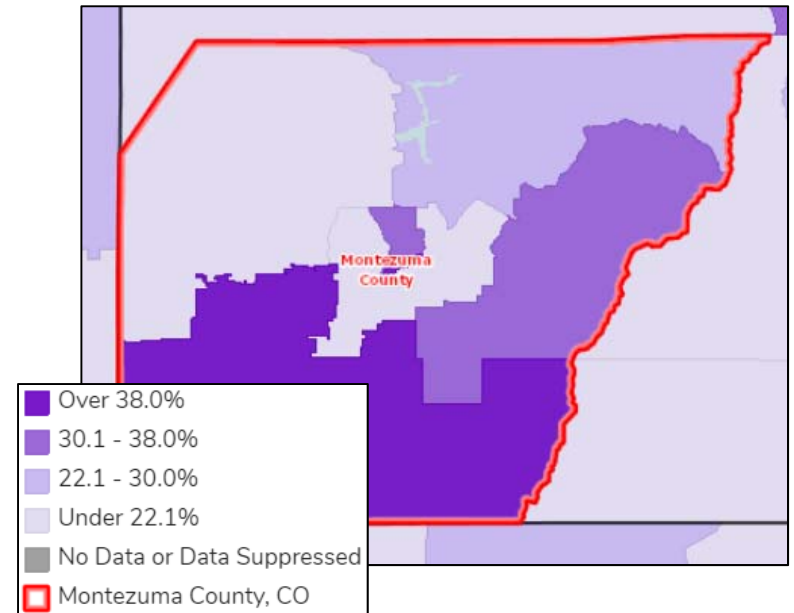 Montezuma
County
Over 38.0%
30.1 - 38.0%
22.1 - 30.0%
Under 22.1%
No Data or Data Suppressed
Montezuma County, CO